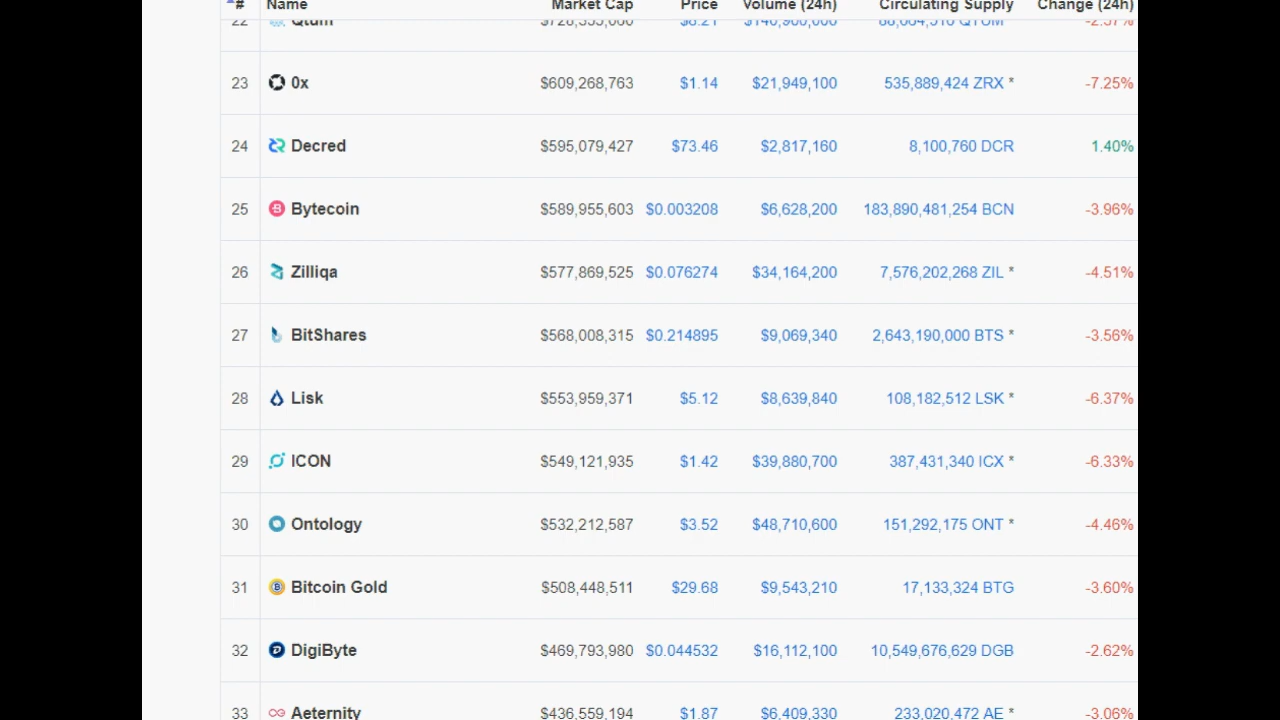 # Name Market Cap Price Volume (24h) Circulating Supply Change (24h)
22 Qtum $6.21 -2.57%
23 0x $609,268,763 $1.14 $21,949,100 535,889,424 ZRX * -7.25%
24 Decred $595,079,427 $73.46 $2,817,160 8,100,760 DCR 1.40%
25 Bytecoin $589,955,603 $0.003208 $6,628,200 183,890,481,254 BCN -3.96%
26 Zilliqa $577,869,525 $0.076274 $34,164,200 7,576,202,268 ZIL * -4.51%
27 BitShares $568,008,315 $0.214895 $9,069,340 2,643,190,000 BTS * -3.56%
28 Lisk $553,959,371 $5.12 $8,639,840 108,182,512 LSK * -6.37%
29 ICON $549,121,935 $1.42 $39,880,700 387,431,340 ICX * -6.33%
30 Ontology $532,212,587 $3.52 $48,710,600 151,292,175 ONT * -4.46%
31 Bitcoin Gold $508,448,511 $29.68 $9,543,210 17,133,324 BTG -3.60%
32 DigiByte $469,793,980 $0.044532 $16,112,100 10,549,676,629 DGB -2.62%
33 Aeternity $436,559,194 $1.87 $6,409,330 233,020,472 AE * -3.06%